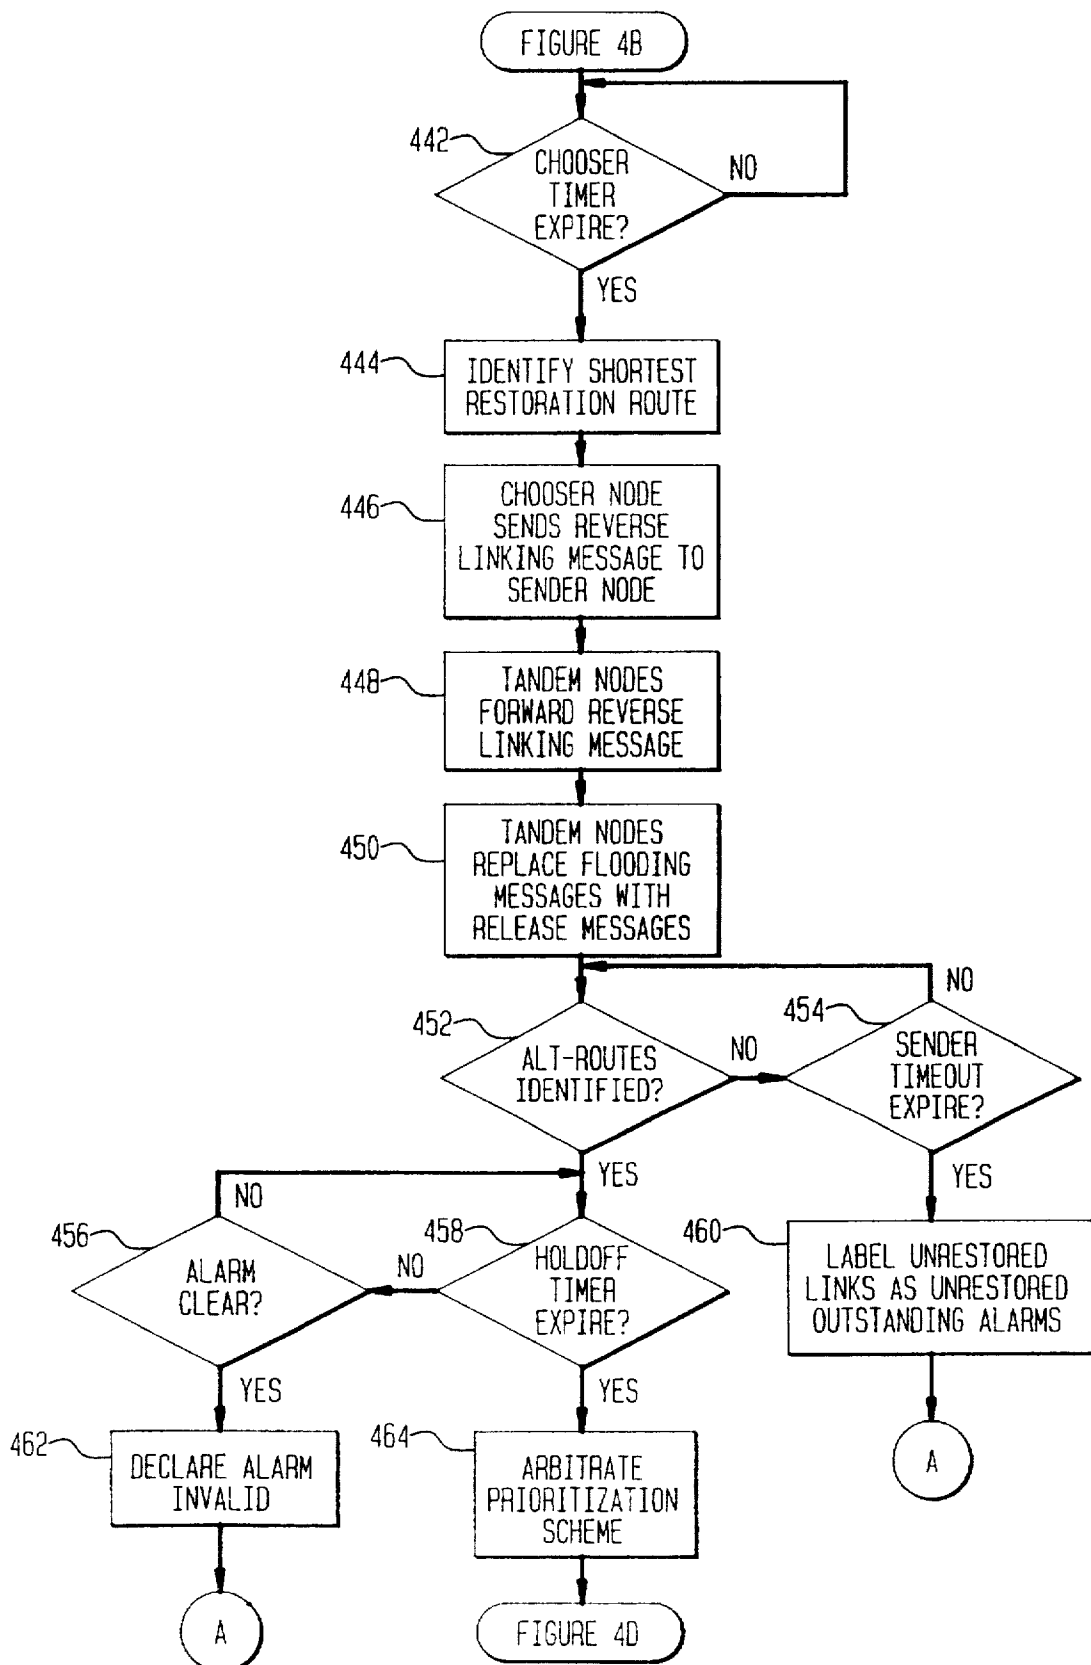 FIGURE 4B
442
CHOOSER
TIMER
EXPIRE?
NO
YES
444
IDENTIFY SHORTEST
RESTORATION ROUTE
446
CHOOSER NODE
SENDS REVERSE
LINKING MESSAGE TO
SENDER NODE
448
TANDEM NODES
FORWARD REVERSE
LINKING MESSAGE
450
TANDEM NODES
REPLACE FLOODING
MESSAGES WITH
RELEASE MESSAGES
452
ALT-ROUTES
IDENTIFIED?
NO
YES
454
SENDER
TIMEOUT
EXPIRE?
NO
YES
456
ALARM
CLEAR?
NO
YES
458
HOLDOFF
TIMER
EXPIRE?
NO
YES
460
LABEL UNRESTORED
LINKS AS UNRESTORED
OUTSTANDING ALARMS
A
462
DECLARE ALARM
INVALID
A
464
ARBITRATE
PRIORITIZATION
SCHEME
FIGURE 4D